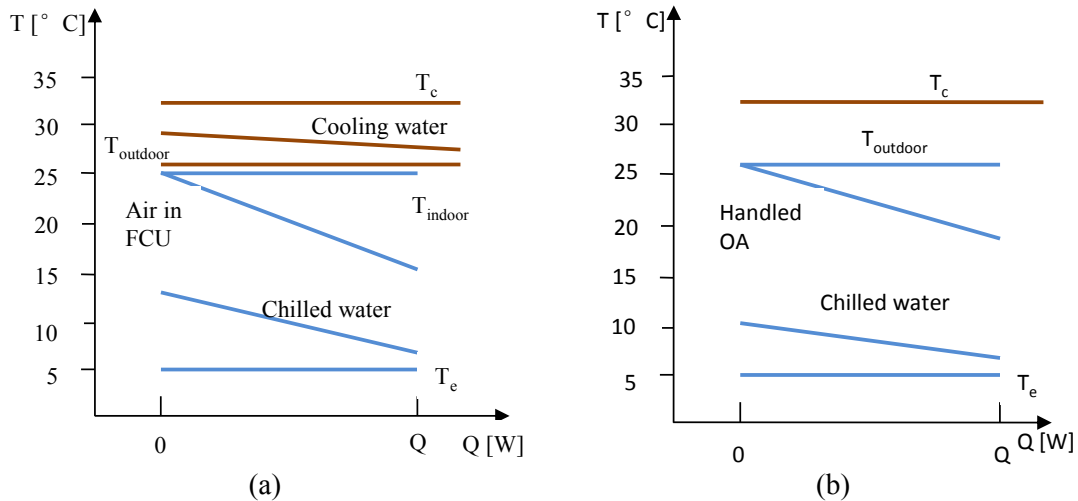 T [° C]
35
30
25
20
15
10
5
T_c
Cooling water
T_outdoor
T_indoor
Air in
FCU
Chilled water
T_e
0
Q
Q [W]
(a)
T [° C]
35
30
25
20
15
10
5
T_c
T_outdoor
Handled
OA
Chilled water
T_e
0
Q
Q [W]
(b)